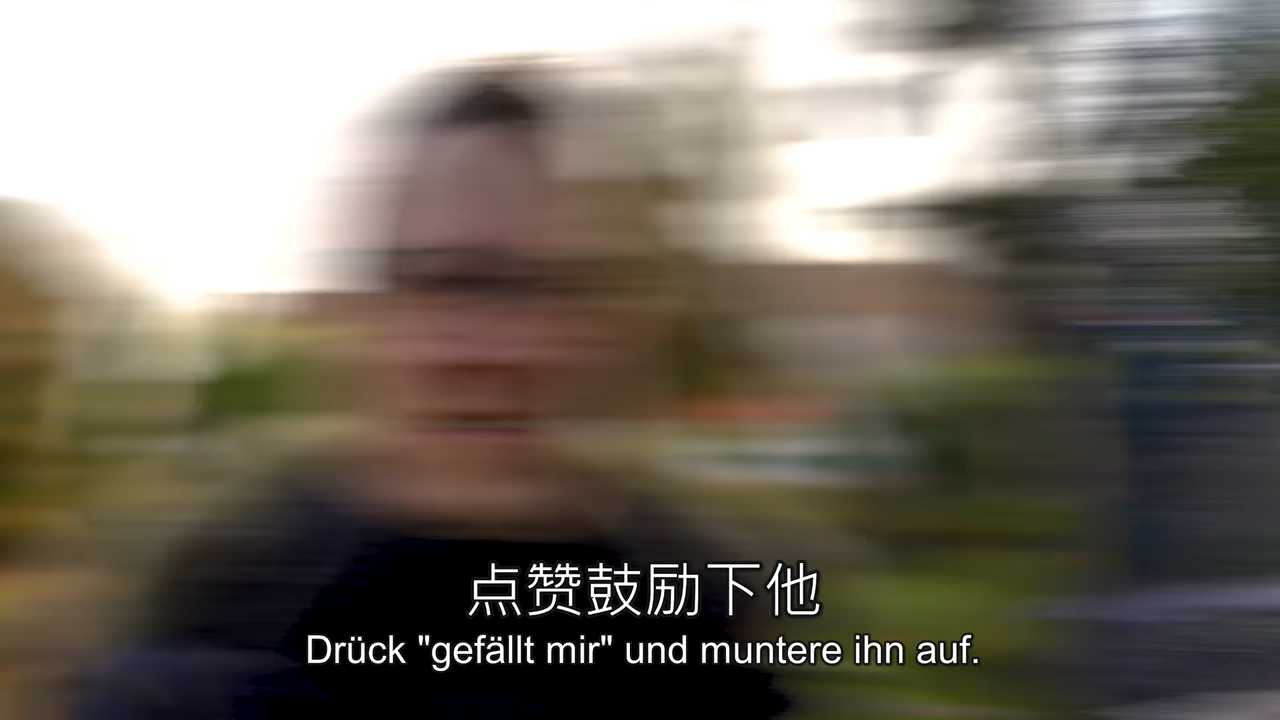 点赞鼓励下他
Drück "gefällt mir" und muntere ihn auf.